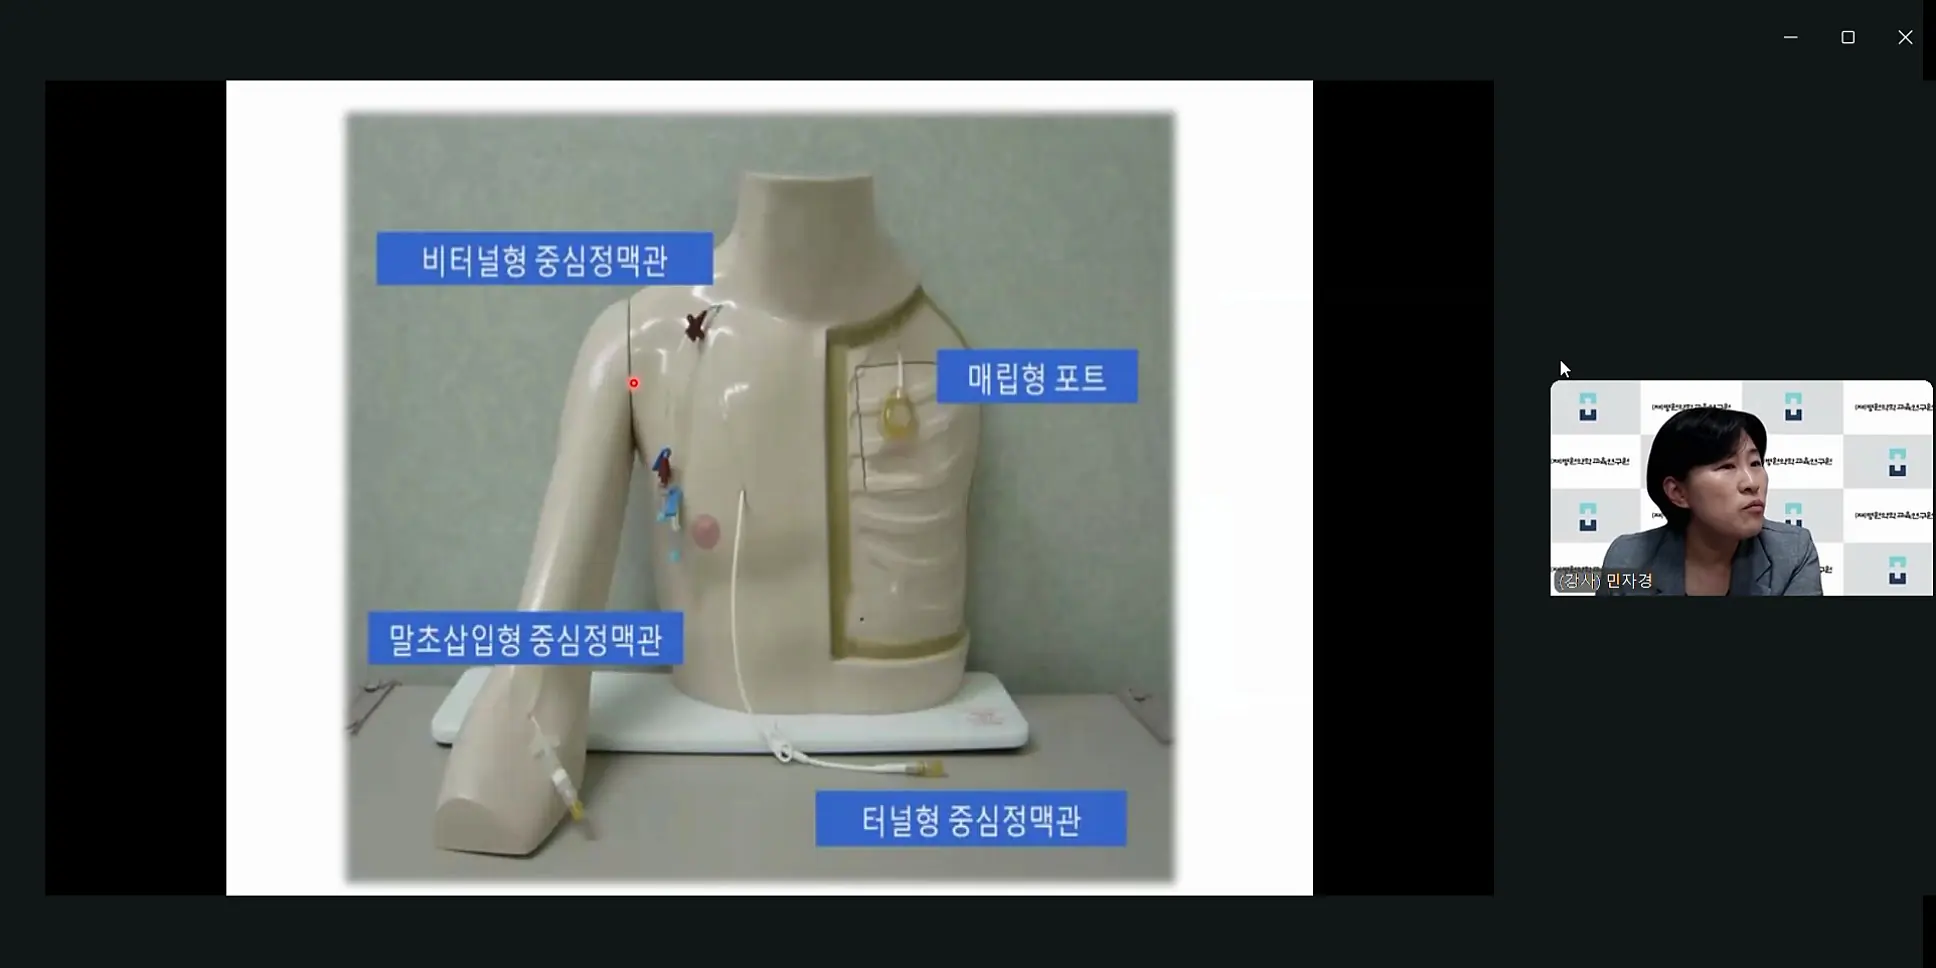 비터널형 중심정맥관
매립형 포트
말초삽입형 중심정맥관
터널형 중심정맥관
(강사) 민자경